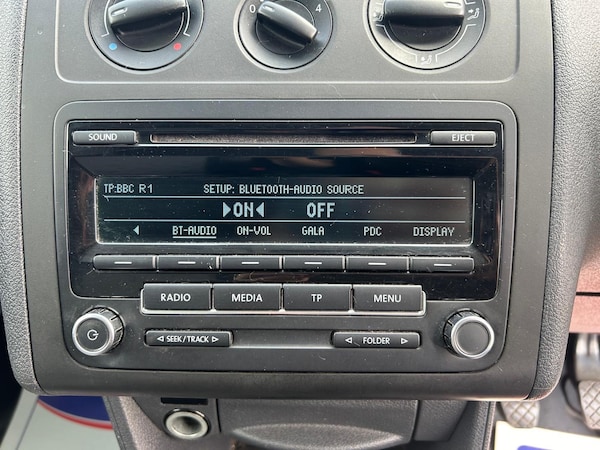 4
SOUND
EJECT
TP:BBC R1 SETUP: BLUETOOTH-AUDIO SOURCE
ON OFF
BT-AUDIO ON-VOL GALA PDC DISPLAY
RADIO MEDIA TP MENU
SEEK/TRACK FOLDER